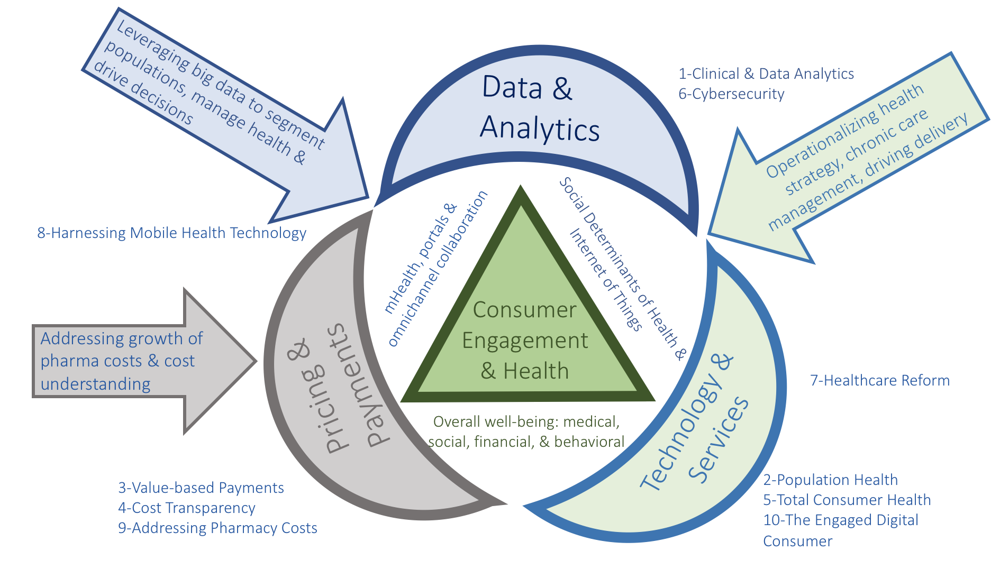 Leveraging big data to segment
populations, manage health &
drive decisions
Data &
Analytics
1-Clinical & Data Analytics
6-Cybersecurity
Operationalizing health
strategy, chronic care
management, driving delivery
8-Harnessing Mobile Health Technology
mHealth, portals &
omnichannel collaboration
Social Determinants of Health &
Internet of Things
Consumer
Engagement
& Health
Addressing growth of
pharma costs & cost
understanding
Pricing &
Payments
Technology &
Services
7-Healthcare Reform
Overall well-being: medical,
social, financial, & behavioral
3-Value-based Payments
4-Cost Transparency
9-Addressing Pharmacy Costs
2-Population Health
5-Total Consumer Health
10-The Engaged Digital
Consumer